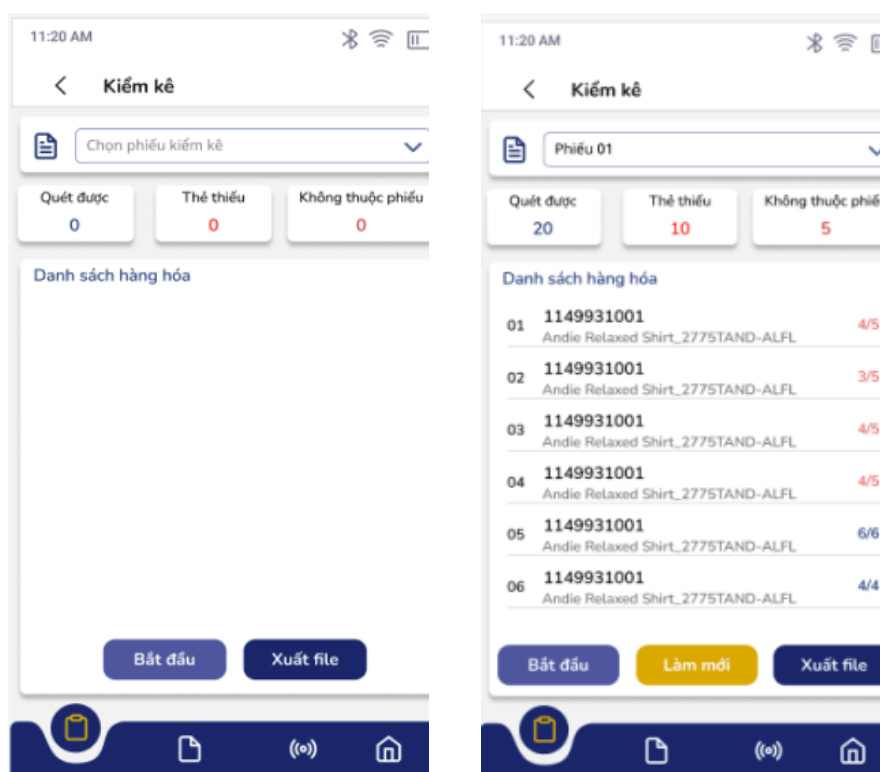 11:20 AM
Kiểm kê
Chọn phiếu kiểm kê
Quét được
Thẻ thiếu
Không thuộc phiếu
0
0
0
Danh sách hàng hóa
Bắt đầu
Xuất file
11:20 AM
Kiểm kê
Phiếu 01
Quét được
Thẻ thiếu
Không thuộc phiế
20
10
5
Danh sách hàng hóa
01 1149931001 4/5
Andie Relaxed Shirt_2775TAND-ALFL
02 1149931001 3/5
Andie Relaxed Shirt_2775TAND-ALFL
03 1149931001 4/5
Andie Relaxed Shirt_2775TAND-ALFL
04 1149931001 4/5
Andie Relaxed Shirt_2775TAND-ALFL
05 1149931001 6/6
Andie Relaxed Shirt_2775TAND-ALFL
06 1149931001 4/4
Andie Relaxed Shirt_2775TAND-ALFL
Bắt đầu
Làm mới
Xuất file